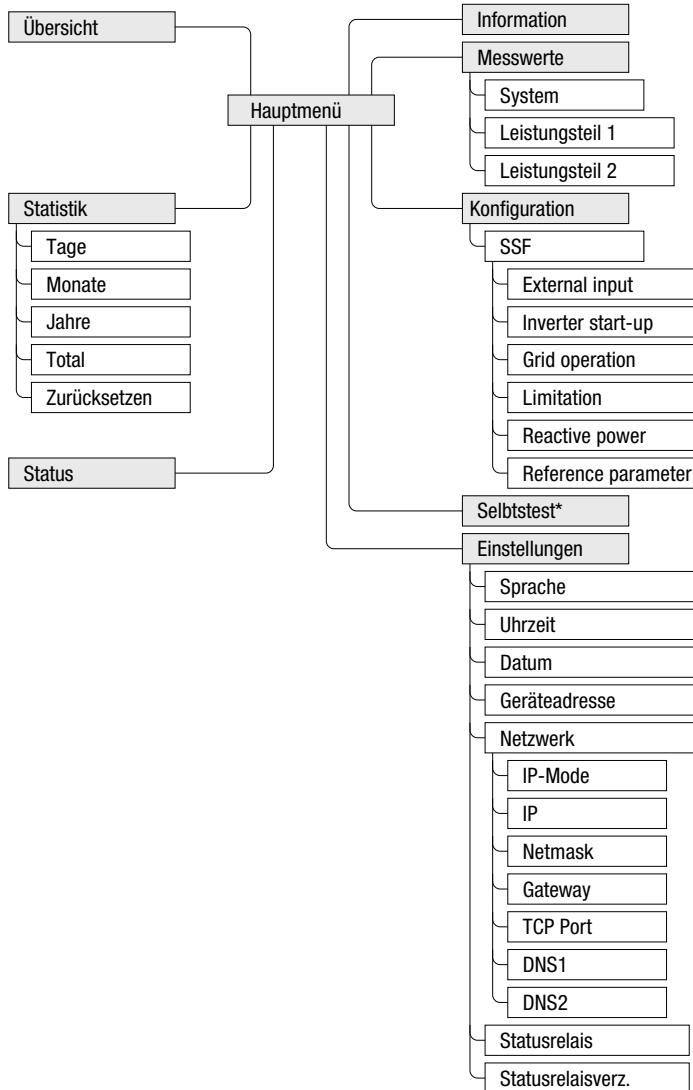 Übersicht
Hauptmenü
Statistik
Tage
Monate
Jahre
Total
Zurücksetzen
Status
Information
Messwerte
System
Leistungsteil 1
Leistungsteil 2
Konfiguration
SSF
External input
Inverter start-up
Grid operation
Limitation
Reactive power
Reference parameter
Selbtstest*
Einstellungen
Sprache
Uhrzeit
Datum
Geräteadresse
Netzwerk
IP-Mode
IP
Netmask
Gateway
TCP Port
DNS1
DNS2
Statusrelais
Statusrelaisverz.